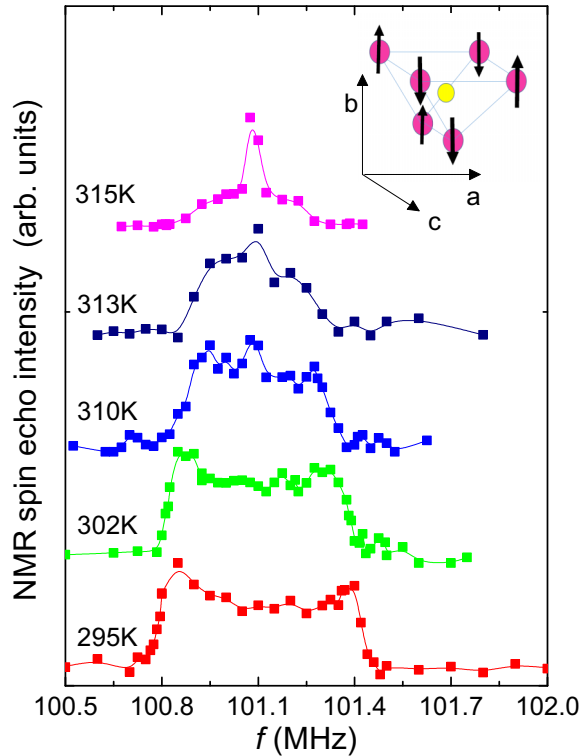 NMR spin echo intensity (arb. units)
b
a
c
315K
313K
310K
302K
295K
100.5 100.8 101.1 101.4 101.7 102.0
f (MHz)